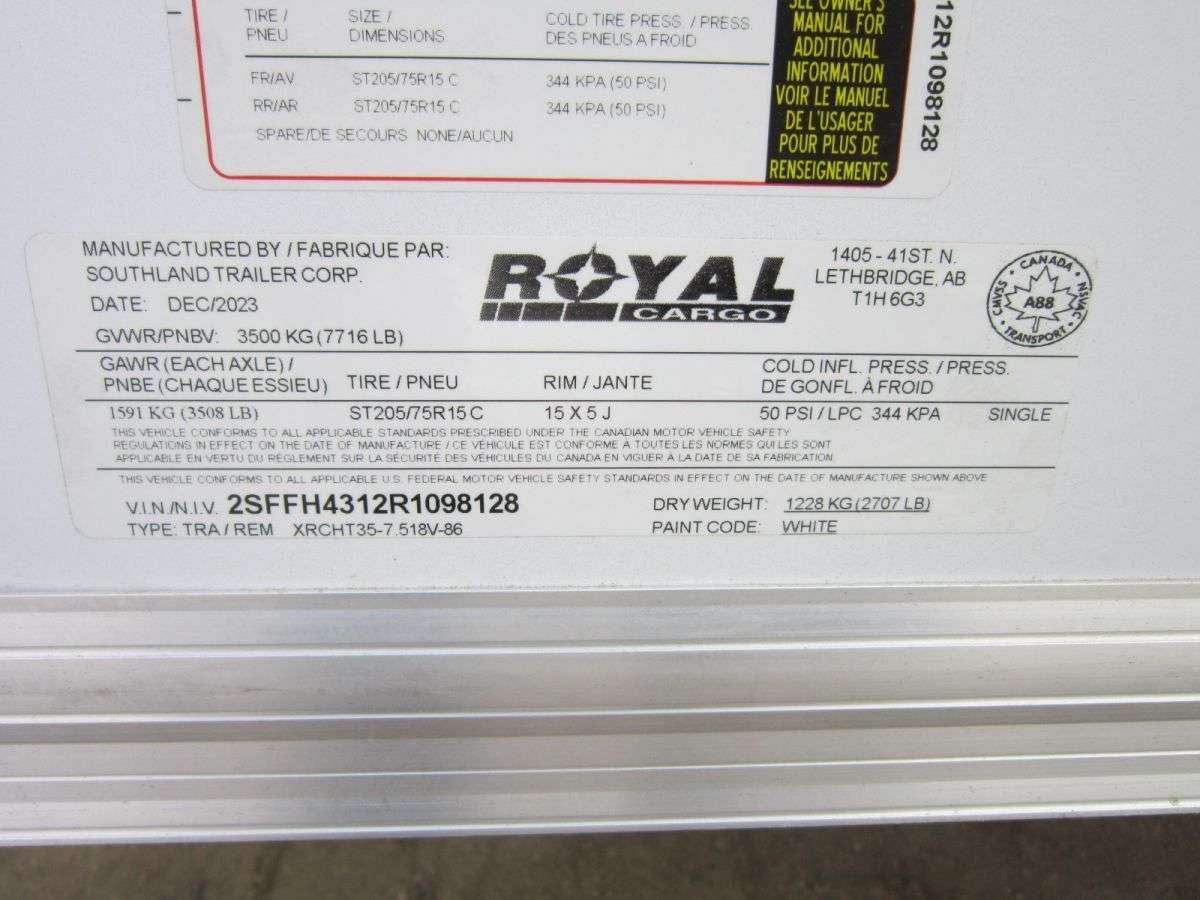 TIRE / SIZE / COLD TIRE PRESS. / PRESS.
PNEU DIMENSIONS DES PNEUS A FROID
FR/AV ST205/75R15 C 344 KPA (50 PSI)
RR/AR ST205/75R15 C 344 KPA (50 PSI)
SPARE/DE SECOURS NONE/AUCUN
SEE OWNER'S
MANUAL FOR
ADDITIONAL
INFORMATION
VOIR LE MANUEL
DE L'USAGER
POUR PLUS DE
RENSEIGNEMENTS
12R1098128
MANUFACTURED BY / FABRIQUE PAR:
SOUTHLAND TRAILER CORP.
DATE: DEC/2023
GVWR/PNBV: 3500 KG (7716 LB)
ROYAL
CARGO
1405 - 41ST. N.
LETHBRIDGE, AB
T1H 6G3
CANADA
CMVSS
A88
NSVAC
TRANSPORT
GAWR (EACH AXLE) / COLD INFL. PRESS. / PRESS.
PNBE (CHAQUE ESSIEU) TIRE / PNEU RIM / JANTE DE GONFL. À FROID
1591 KG (3508 LB) ST205/75R15 C 15 X 5 J 50 PSI / LPC 344 KPA SINGLE
THIS VEHICLE CONFORMS TO ALL APPLICABLE STANDARDS PRESCRIBED UNDER THE CANADIAN MOTOR VEHICLE SAFETY
REGULATIONS IN EFFECT ON THE DATE OF MANUFACTURE / CE VÉHICULE EST CONFORME A TOUTES LES NORMES QUI LES SONT
APPLICABLE EN VERTU DU RÈGLEMENT SUR LA SÉCURITÉ DES VÉHICULES DU CANADA EN VIGUER À LA DATE DE SA FABRICATION.
THIS VEHICLE CONFORMS TO ALL APPLICABLE U.S. FEDERAL MOTOR VEHICLE SAFETY STANDARDS IN EFFECT ON THE DATE OF MANUFACTURE SHOWN ABOVE
V.I.N./N.I.V. 2SFFH4312R1098128 DRY WEIGHT: 1228 KG (2707 LB)
TYPE: TRA / REM XRCHT35-7.518V-86 PAINT CODE: WHITE